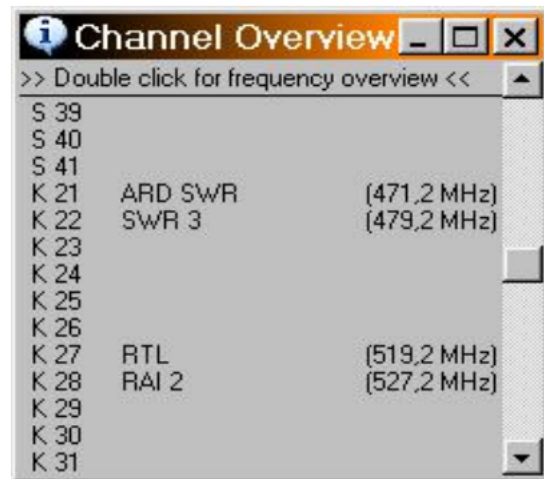 Channel Overview
>> Double click for frequency overview <<
S 39
S 40
S 41
K 21 ARD SWR (471,2 MHz)
K 22 SWR 3 (479,2 MHz)
K 23
K 24
K 25
K 26
K 27 RTL (519,2 MHz)
K 28 RAI 2 (527,2 MHz)
K 29
K 30
K 31